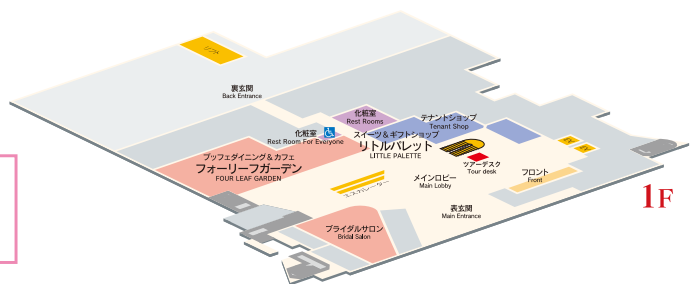 リフト
裏玄関
Back Entrance
化粧室
Rest Rooms
テナントショップ
Tenant Shop
化粧室
Rest Room For Everyone
スイーツ&ギフトショップ
リトルパレット
LITTLE PALETTE
ブッフェダイニング&カフェ
フォーリーフガーデン
FOUR LEAF GARDEN
ツアーデスク
Tour desk
エスカレーター
メインロビー
Main Lobby
フロント
Front
表玄関
Main Entrance
ブライダルサロン
Bridal Salon
1F